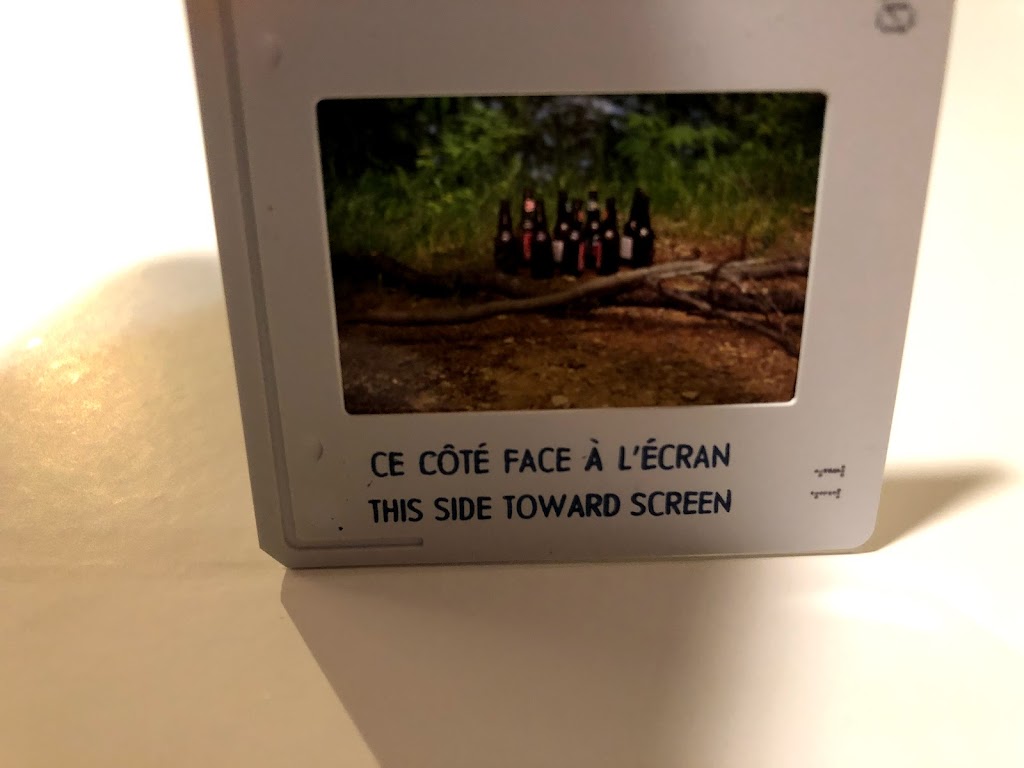 CE CÔTÉ FACE À L'ÉCRAN
THIS SIDE TOWARD SCREEN